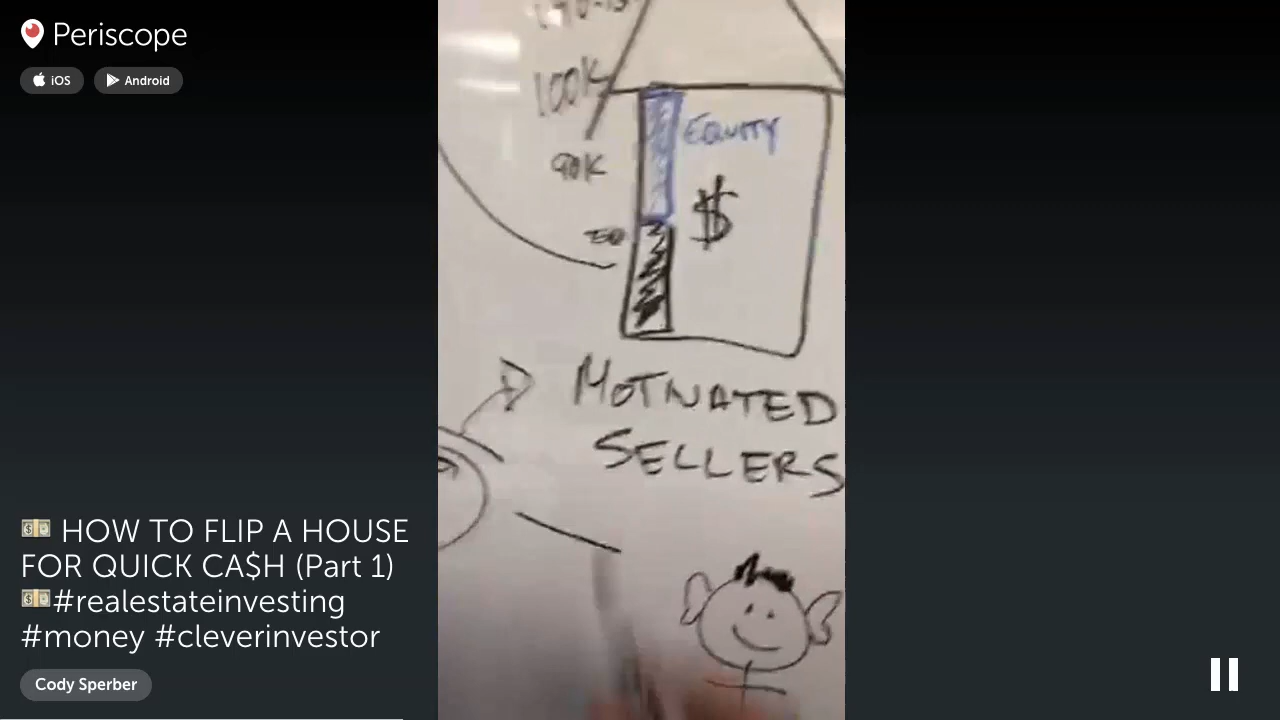 Periscope
iOS
Android
100K
EQUITY
90K
$
50
MOTIVATED
SELLERS
💵 HOW TO FLIP A HOUSE
FOR QUICK CA$H (Part 1)
💵#realestateinvesting
#money #cleverinvestor
Cody Sperber